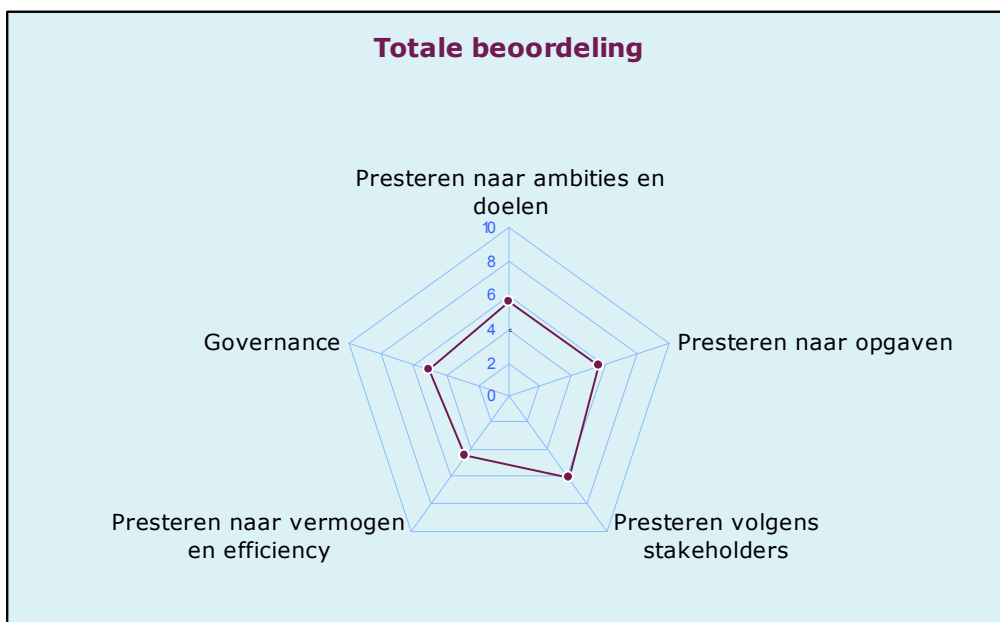 Totale beoordeling
Presteren naar ambities en
doelen
10
8
6
4
2
0
Governance
Presteren naar opgaven
Presteren naar vermogen
en efficiency
Presteren volgens
stakeholders